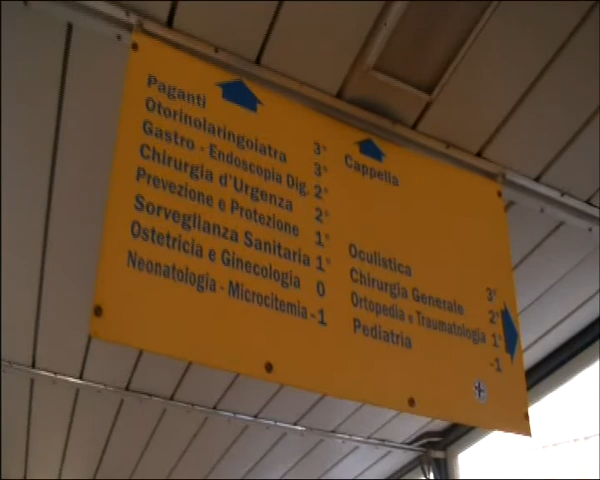 Paganti 3°
Otorinolaringoiatra 3°
Gastro - Endoscopia Dig. 2°
Chirurgia d'Urgenza 2°
Prevezione e Protezione 1°
Sorveglianza Sanitaria 1°
Ostetricia e Ginecologia 0
Neonatologia - Microcitemia -1
Cappella
Oculistica 3°
Chirurgia Generale 2°
Ortopedia e Traumatologia 1°
Pediatria -1